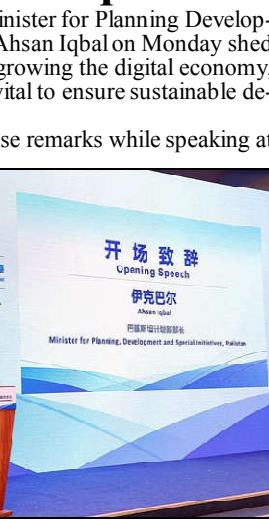 inister for Planning Develop-
Ahsan Iqbal on Monday shed
growing the digital economy,
vital to ensure sustainable de-
se remarks while speaking at
开场致辞
Opening Speech
伊克巴尔
Ahsan Iqbal
巴基斯坦计划部部长
Minister for Planning, Development and Special Initiatives, Pakistan